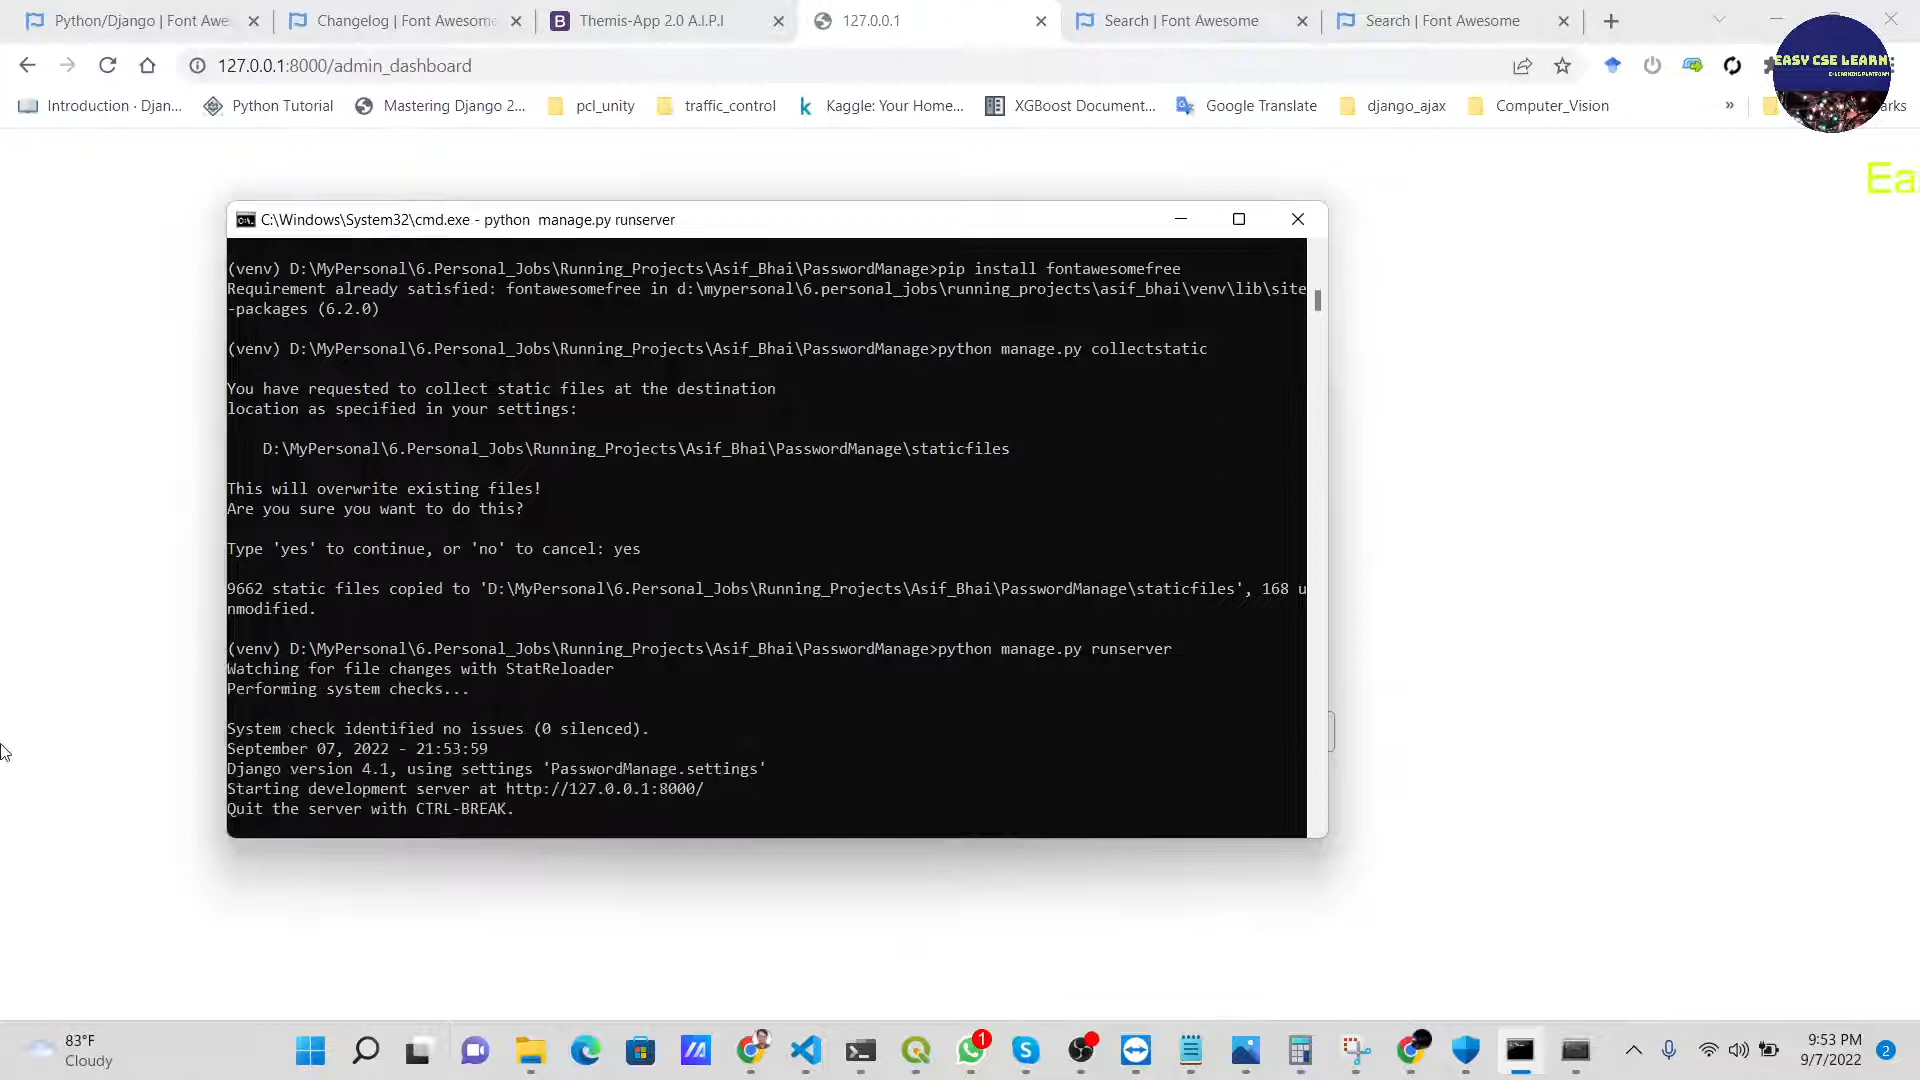 Python/Django | Font Awe
Changelog | Font Awesome
Themis-App 2.0 A.I.P.I
127.0.0.1
Search | Font Awesome
Search | Font Awesome
127.0.0.1:8000/admin_dashboard
EASY CSE LEARN
E-LEARNING PLATFORM
Introduction · Djan...
Python Tutorial
Mastering Django 2...
pcl_unity
traffic_control
Kaggle: Your Home...
XGBoost Document...
Google Translate
django_ajax
Computer_Vision
»
arks
Eas
C:\Windows\System32\cmd.exe - python  manage.py runserver
(venv) D:\MyPersonal\6.Personal_Jobs\Running_Projects\Asif_Bhai\PasswordManage>pip install fontawesomefree
Requirement already satisfied: fontawesomefree in d:\mypersonal\6.personal_jobs\running_projects\asif_bhai\venv\lib\site
-packages (6.2.0)
(venv) D:\MyPersonal\6.Personal_Jobs\Running_Projects\Asif_Bhai\PasswordManage>python manage.py collectstatic
You have requested to collect static files at the destination
location as specified in your settings:
D:\MyPersonal\6.Personal_Jobs\Running_Projects\Asif_Bhai\PasswordManage\staticfiles
This will overwrite existing files!
Are you sure you want to do this?
Type 'yes' to continue, or 'no' to cancel: yes
9662 static files copied to 'D:\MyPersonal\6.Personal_Jobs\Running_Projects\Asif_Bhai\PasswordManage\staticfiles', 168 u
nmodified.
(venv) D:\MyPersonal\6.Personal_Jobs\Running_Projects\Asif_Bhai\PasswordManage>python manage.py runserver
Watching for file changes with StatReloader
Performing system checks...
System check identified no issues (0 silenced).
September 07, 2022 - 21:53:59
Django version 4.1, using settings 'PasswordManage.settings'
Starting development server at http://127.0.0.1:8000/
Quit the server with CTRL-BREAK.
83°F
Cloudy
1
9:53 PM
9/7/2022
2